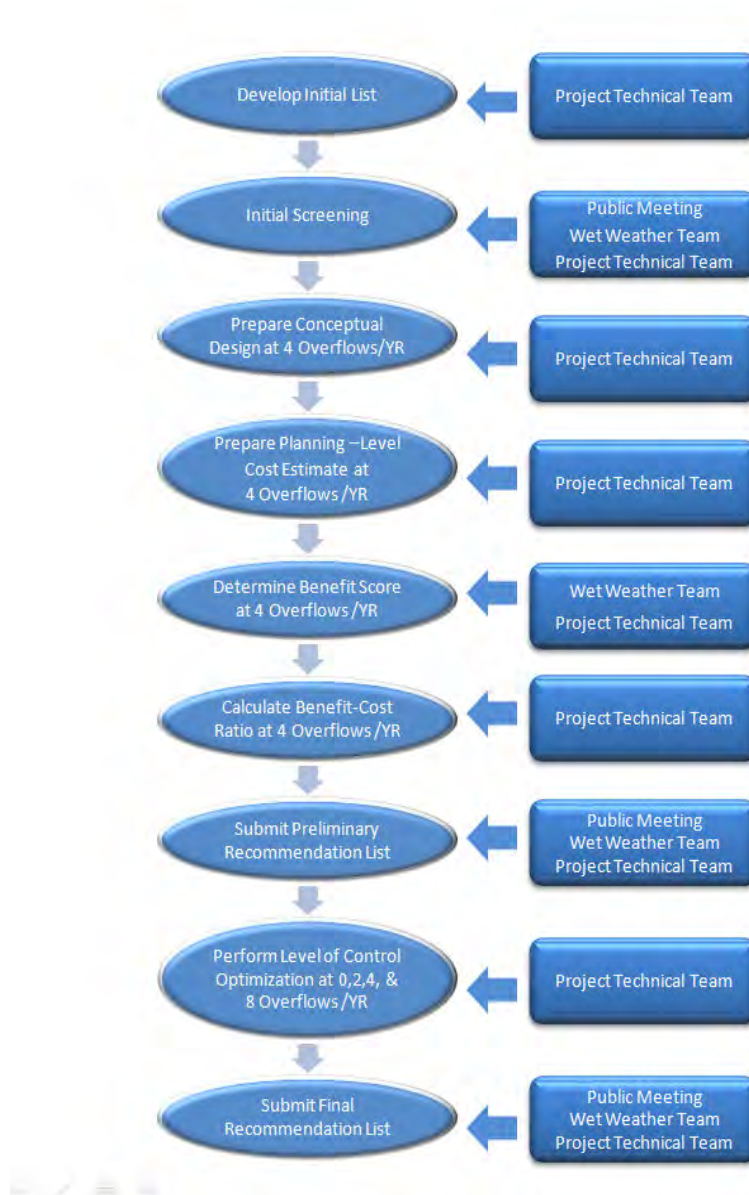 Develop Initial List
Project Technical Team
Initial Screening
Public Meeting
Wet Weather Team
Project Technical Team
Prepare Conceptual
Design at 4 Overflows/YR
Project Technical Team
Prepare Planning –Level
Cost Estimate at
4 Overflows /YR
Project Technical Team
Determine Benefit Score
at 4 Overflows /YR
Wet Weather Team
Project Technical Team
Calculate Benefit-Cost
Ratio at 4 Overflows /YR
Project Technical Team
Submit Preliminary
Recommendation List
Public Meeting
Wet Weather Team
Project Technical Team
Perform Level of Control
Optimization at 0,2,4, &
8 Overflows /YR
Project Technical Team
Submit Final
Recommendation List
Public Meeting
Wet Weather Team
Project Technical Team